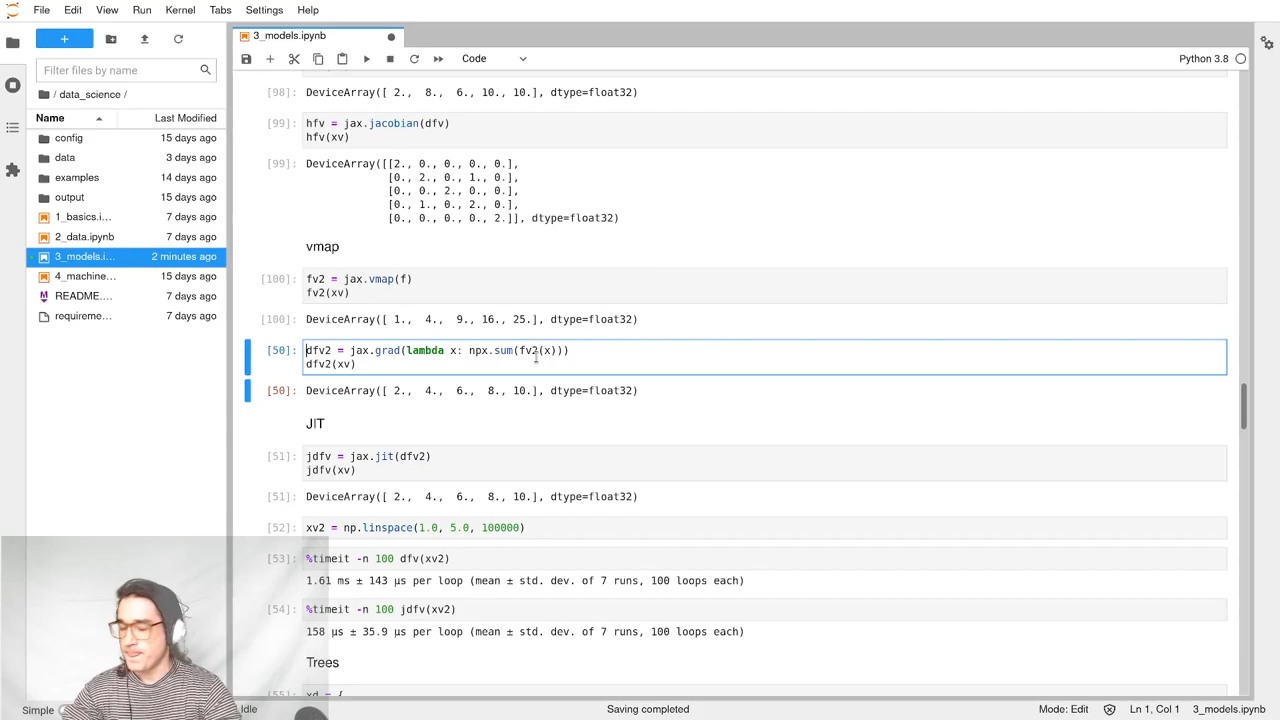 File Edit View Run Kernel Tabs Settings Help
3_models.ipynb
Code
Python 3.8
Filter files by name
/ data_science /
Name Last Modified
config 15 days ago
data 3 days ago
examples 14 days ago
output 15 days ago
1_basics.i... 7 days ago
2_data.ipynb 7 days ago
3_models.i... 2 minutes ago
4_machine... 15 days ago
README.... 7 days ago
requireme... 7 days ago
[98]: DeviceArray([ 2., 8., 6., 10., 10.], dtype=float32)
[99]: hfv = jax.jacobian(dfv)
hfv(xv)
[99]: DeviceArray([[2., 0., 0., 0., 0.],
[0., 2., 0., 1., 0.],
[0., 0., 2., 0., 0.],
[0., 1., 0., 2., 0.],
[0., 0., 0., 0., 2.]], dtype=float32)
vmap
[100]: fv2 = jax.vmap(f)
fv2(xv)
[100]: DeviceArray([ 1., 4., 9., 16., 25.], dtype=float32)
[50]: dfv2 = jax.grad(lambda x: npx.sum(fv2(x)))
dfv2(xv)
[50]: DeviceArray([ 2., 4., 6., 8., 10.], dtype=float32)
JIT
[51]: jdfv = jax.jit(dfv2)
jdfv(xv)
[51]: DeviceArray([ 2., 4., 6., 8., 10.], dtype=float32)
[52]: xv2 = np.linspace(1.0, 5.0, 100000)
[53]: %timeit -n 100 dfv(xv2)
1.61 ms ± 143 µs per loop (mean ± std. dev. of 7 runs, 100 loops each)
[54]: %timeit -n 100 jdfv(xv2)
158 µs ± 35.9 µs per loop (mean ± std. dev. of 7 runs, 100 loops each)
Trees
[55]: xd = {
Simple Idle Saving completed Mode: Edit Ln 1, Col 1 3_models.ipynb